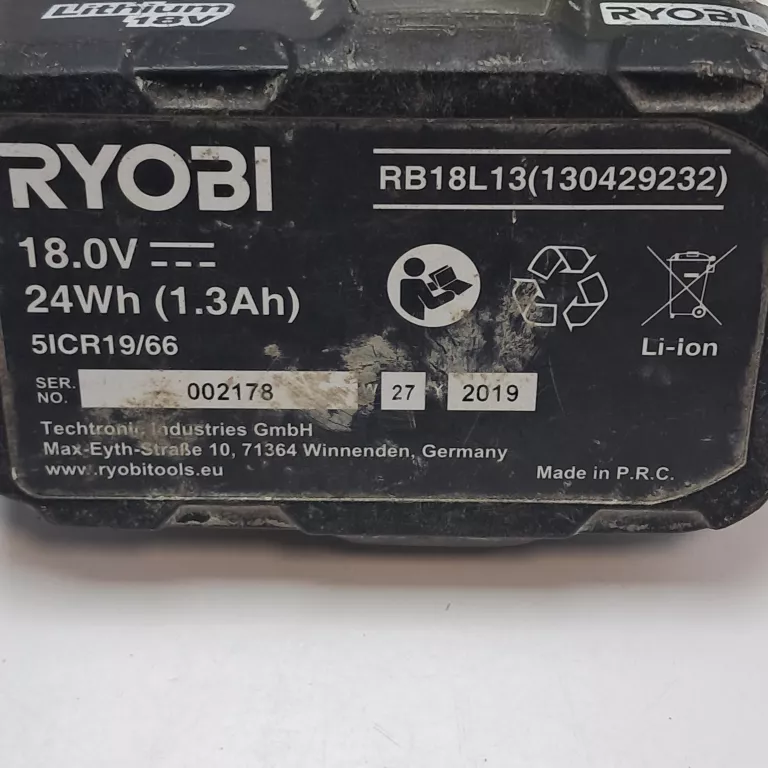 Lithium
18V
RYOBI
RYOBI
RB18L13(130429232)
18.0V
24Wh (1.3Ah)
5ICR19/66
Li-ion
SER. NO. 002178 27 Y 2019
Industries GmbH
Max-Eyth-Straße 10, 71364 Winnenden, Germany
www.ryobitools.eu
Made in P.R.C.